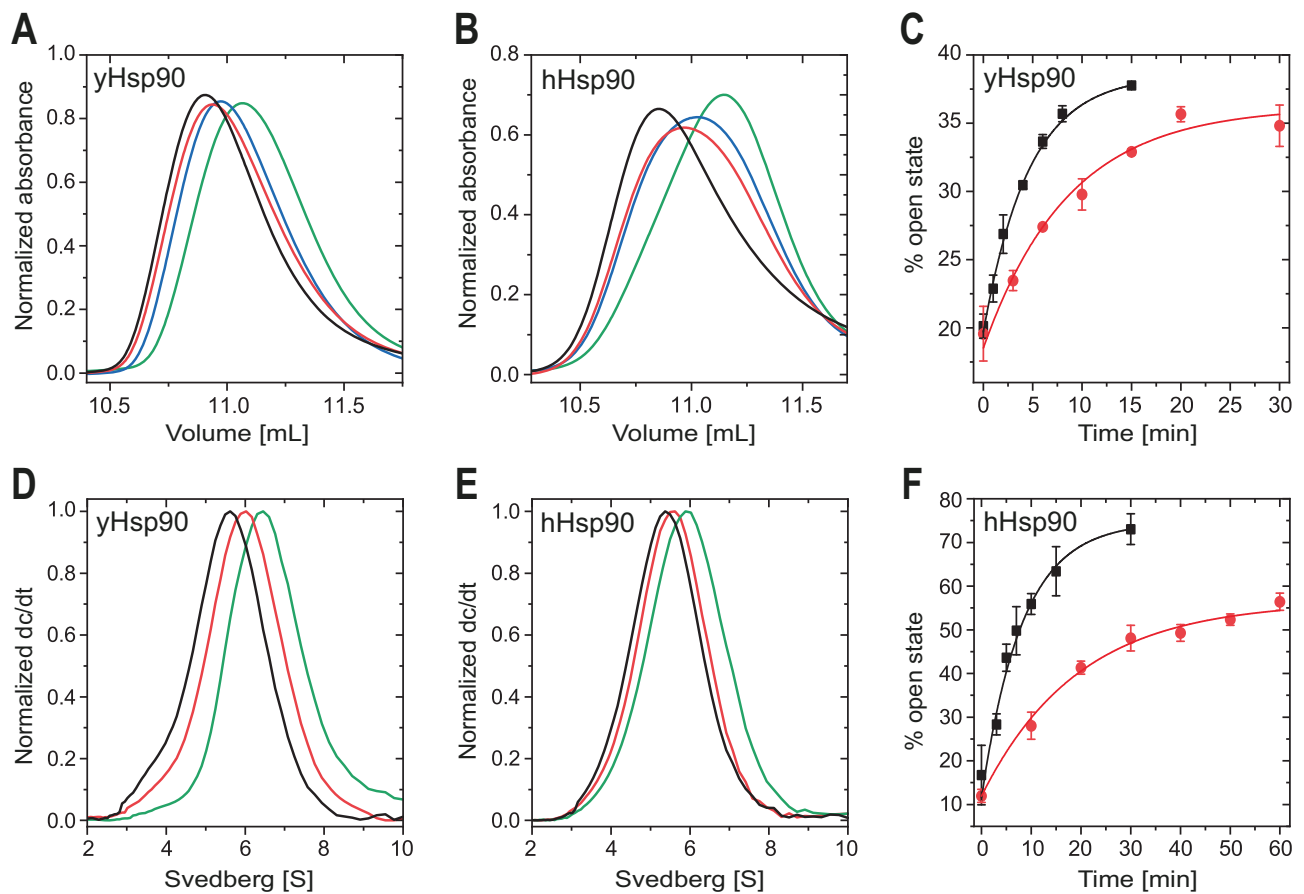 A
yHsp90
Normalized absorbance
1.0
0.8
0.6
0.4
0.2
0.0
10.5 11.0 11.5
Volume [mL]
B
hHsp90
Normalized absorbance
0.8
0.6
0.4
0.2
0.0
10.5 11.0 11.5
Volume [mL]
C
yHsp90
% open state
40
35
30
25
20
0 5 10 15 20 25 30
Time [min]
D
yHsp90
Normalized dc/dt
1.0
0.8
0.6
0.4
0.2
0.0
2 4 6 8 10
Svedberg [S]
E
hHsp90
Normalized dc/dt
1.0
0.8
0.6
0.4
0.2
0.0
2 4 6 8 10
Svedberg [S]
F
hHsp90
% open state
80
70
60
50
40
30
20
10
0 10 20 30 40 50 60
Time [min]